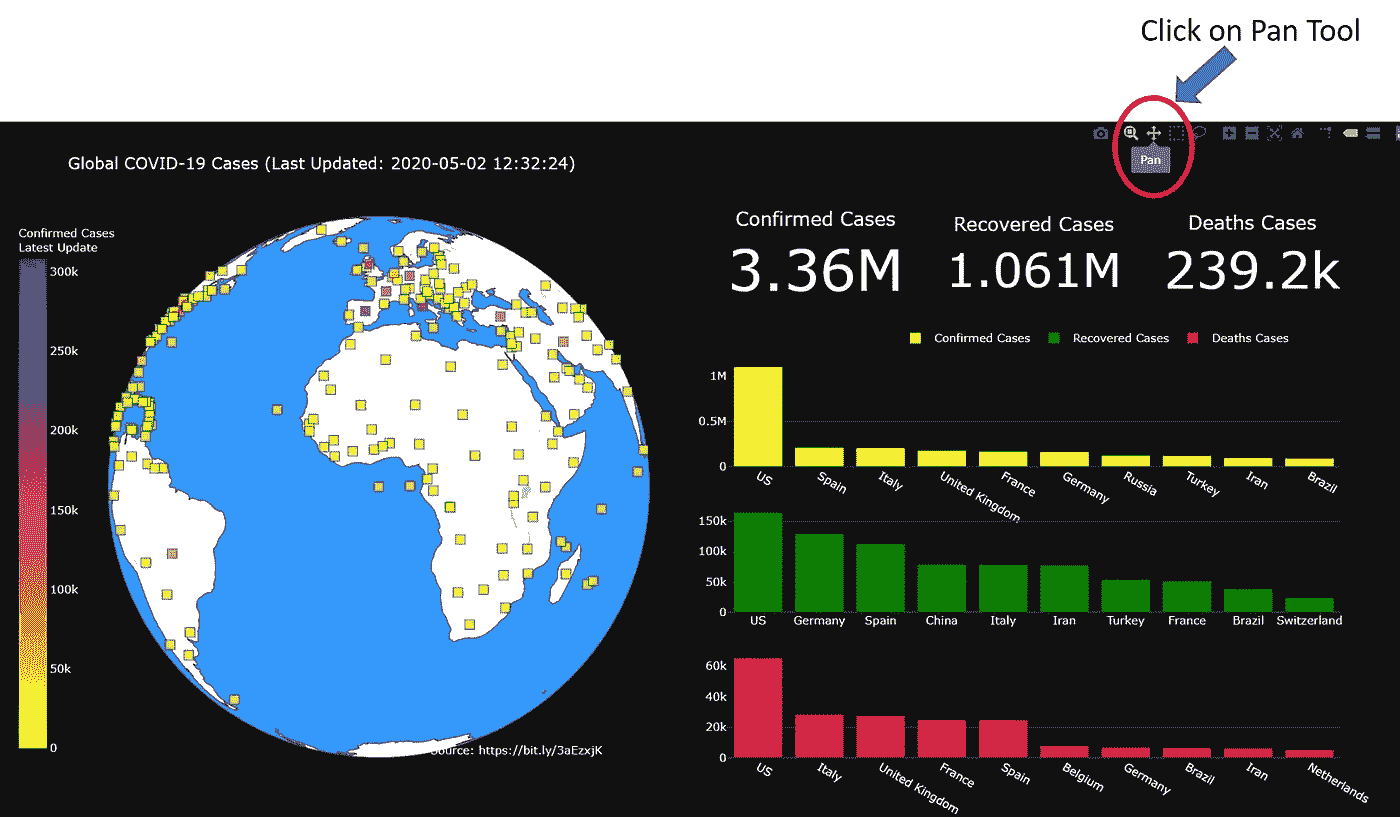 Click on Pan Tool
Pan
Global COVID-19 Cases (Last Updated: 2020-05-02 12:32:24)
Confirmed Cases
Latest Update
300k
250k
200k
150k
100k
50k
0
Source: https://bit.ly/3aEzxjK
Confirmed Cases
3.36M
Recovered Cases
1.061M
Deaths Cases
239.2k
Confirmed Cases
Recovered Cases
Deaths Cases
1M
0.5M
0
US
Spain
Italy
United Kingdom
France
Germany
Russia
Turkey
Iran
Brazil
150k
100k
50k
0
US
Germany
Spain
China
Italy
Iran
Turkey
France
Brazil
Switzerland
60k
40k
20k
0
US
Italy
United Kingdom
France
Spain
Belgium
Germany
Brazil
Iran
Netherlands